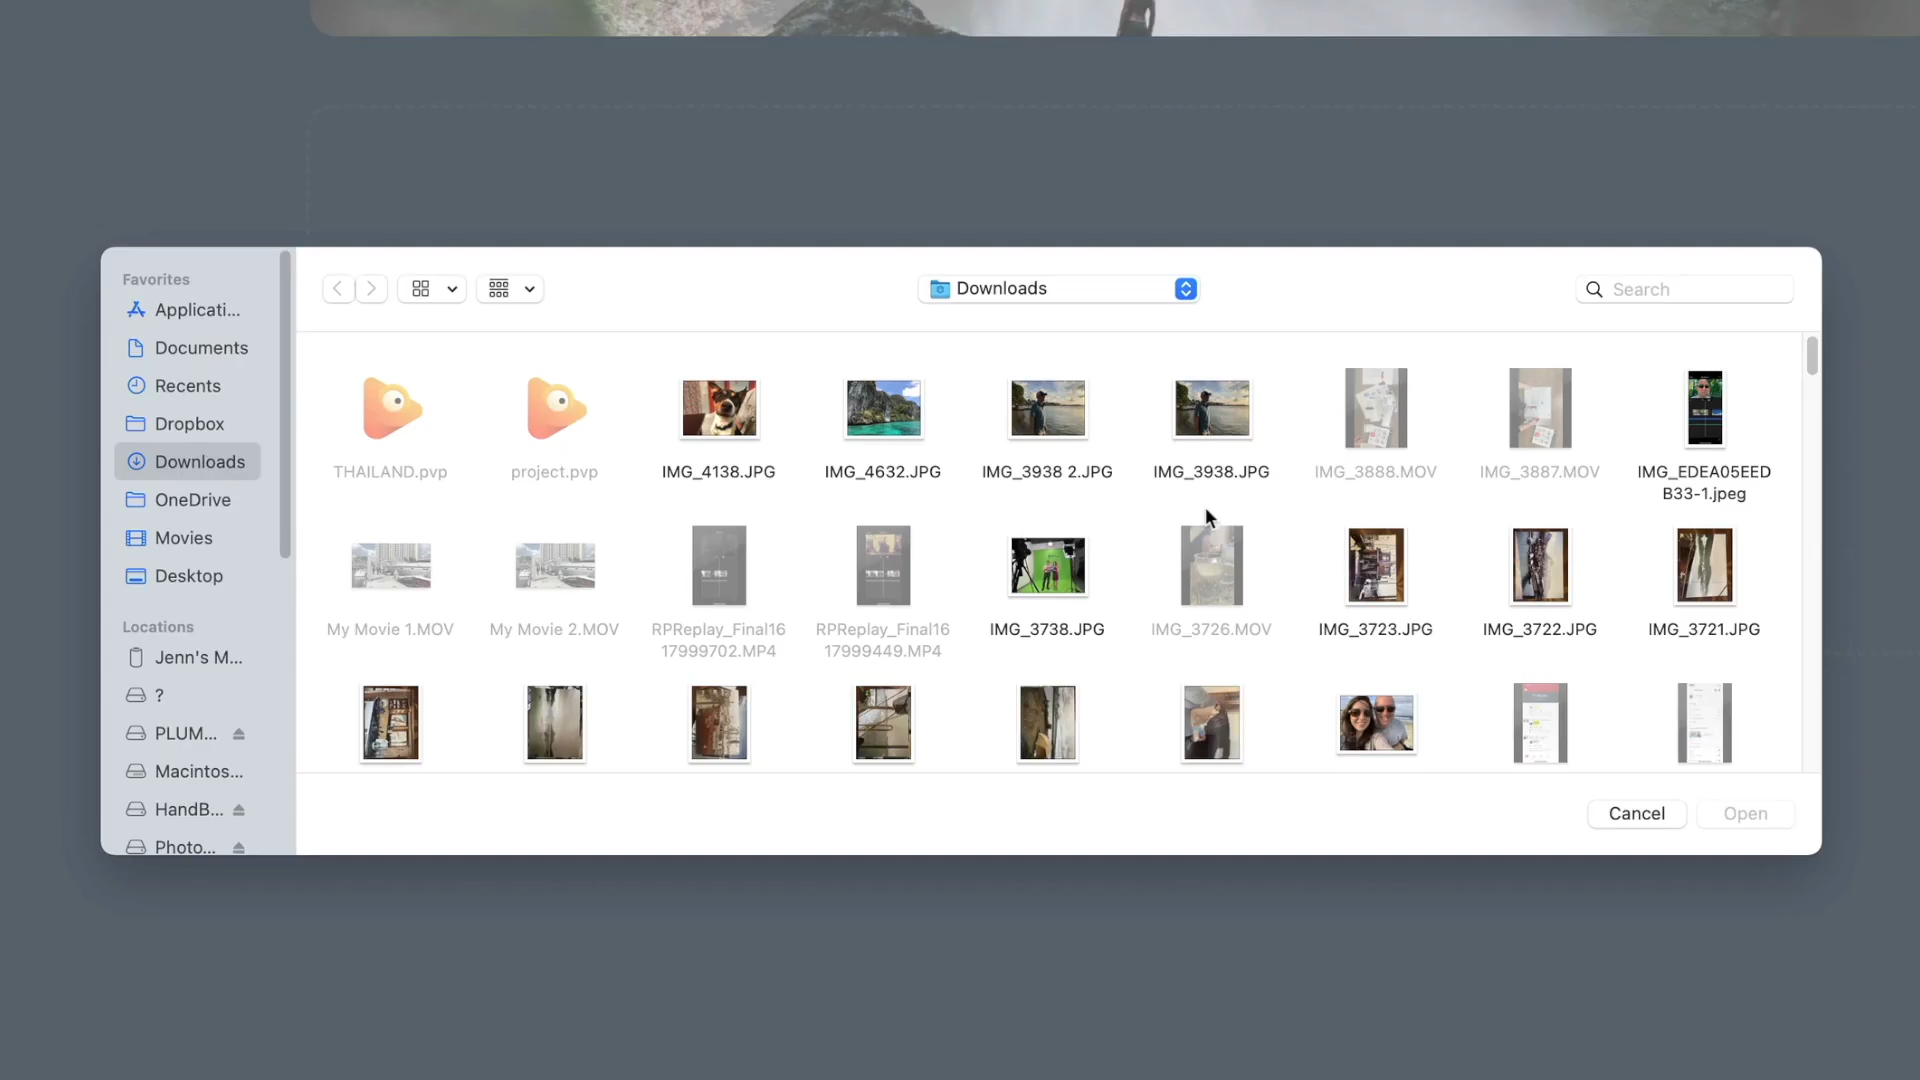 Favorites
Applicati...
Documents
Recents
Dropbox
Downloads
OneDrive
Movies
Desktop
Locations
Jenn's M...
?
PLUM...
Macintos...
HandB...
Photo...
Downloads
Search
THAILAND.pvp
project.pvp
IMG_4138.JPG
IMG_4632.JPG
IMG_3938 2.JPG
IMG_3938.JPG
IMG_3888.MOV
IMG_3887.MOV
IMG_EDEA05EED
B33-1.jpeg
My Movie 1.MOV
My Movie 2.MOV
RPReplay_Final16
17999702.MP4
RPReplay_Final16
17999449.MP4
IMG_3738.JPG
IMG_3726.MOV
IMG_3723.JPG
IMG_3722.JPG
IMG_3721.JPG
Cancel
Open